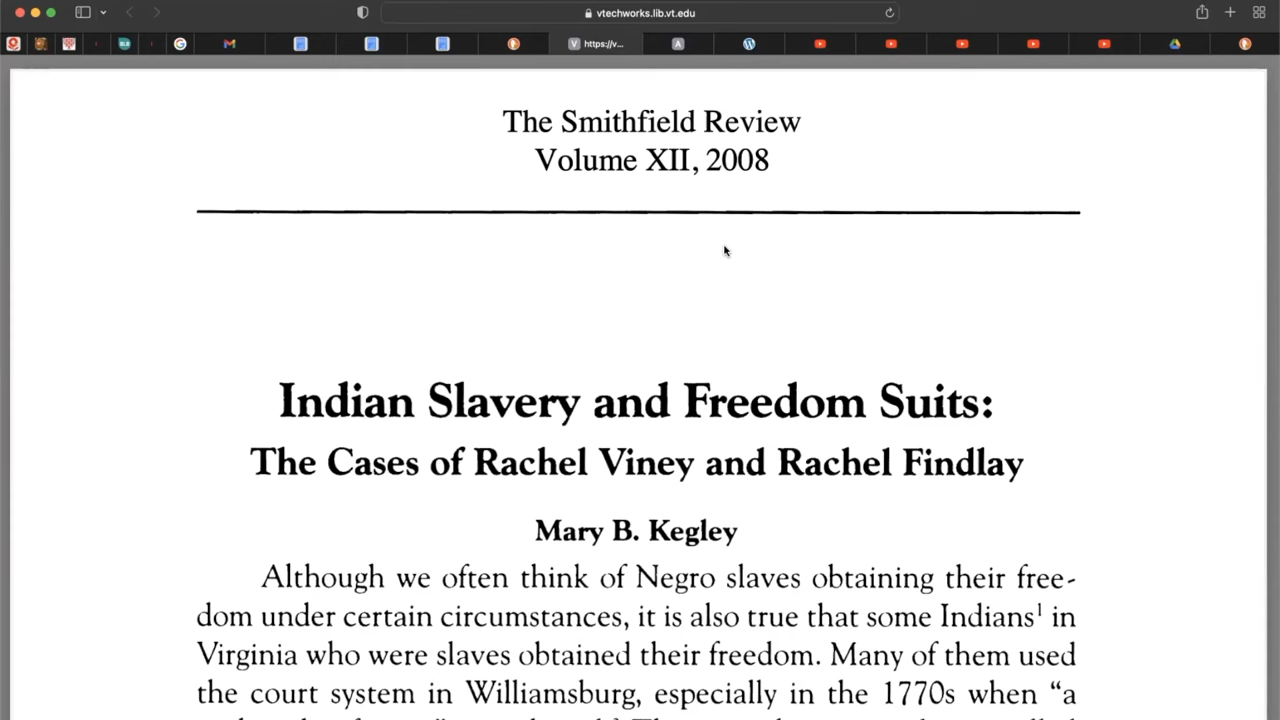 vtechworks.lib.vt.edu
https://v...
The Smithfield Review
Volume XII, 2008
Indian Slavery and Freedom Suits:
The Cases of Rachel Viney and Rachel Findlay
Mary B. Kegley
Although we often think of Negro slaves obtaining their free-
dom under certain circumstances, it is also true that some Indians¹ in
Virginia who were slaves obtained their freedom. Many of them used
the court system in Williamsburg, especially in the 1770s when “a